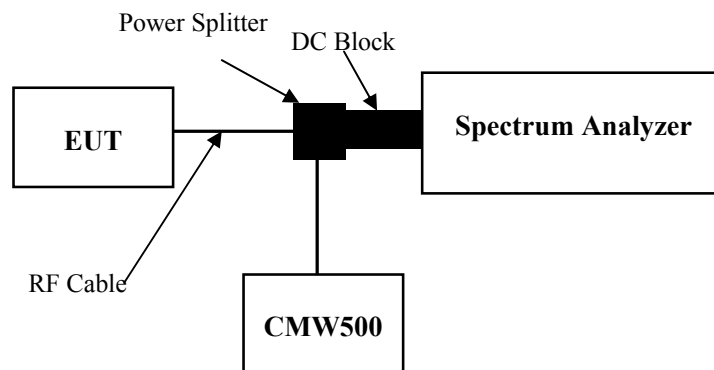 Power Splitter
DC Block
EUT
Spectrum Analyzer
RF Cable
CMW500